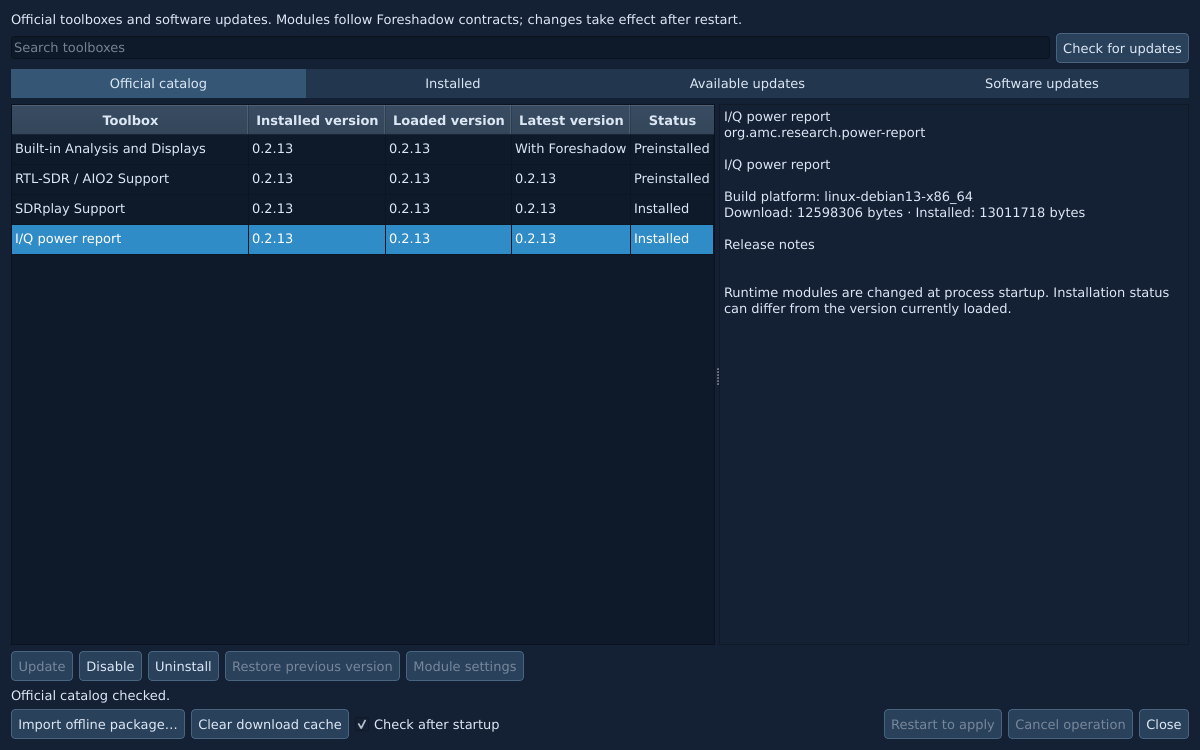 Official toolboxes and software updates. Modules follow Foreshadow contracts; changes take effect after restart.
Search toolboxes
Check for updates
Official catalog Installed Available updates Software updates
Toolbox Installed version Loaded version Latest version Status
Built-in Analysis and Displays 0.2.13 0.2.13 With Foreshadow Preinstalled
RTL-SDR / AIO2 Support 0.2.13 0.2.13 0.2.13 Preinstalled
SDRplay Support 0.2.13 0.2.13 0.2.13 Installed
I/Q power report 0.2.13 0.2.13 0.2.13 Installed
I/Q power report
org.amc.research.power-report
I/Q power report
Build platform: linux-debian13-x86_64
Download: 12598306 bytes · Installed: 13011718 bytes
Release notes
Runtime modules are changed at process startup. Installation status
can differ from the version currently loaded.
Update Disable Uninstall Restore previous version Module settings
Official catalog checked.
Import offline package... Clear download cache ✓ Check after startup Restart to apply Cancel operation Close